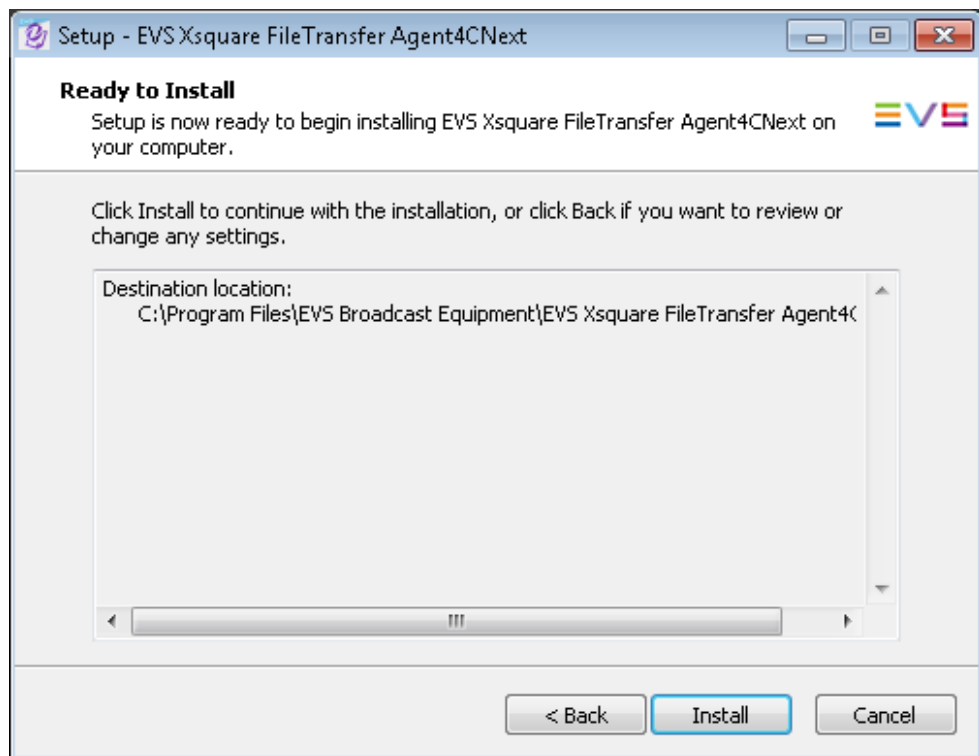 Setup - EVS Xsquare FileTransfer Agent4CNext
Ready to Install
Setup is now ready to begin installing EVS Xsquare FileTransfer Agent4CNext on
your computer.
EVS
Click Install to continue with the installation, or click Back if you want to review or
change any settings.
Destination location:
C:\Program Files\EVS Broadcast Equipment\EVS Xsquare FileTransfer Agent4C
< Back
Install
Cancel